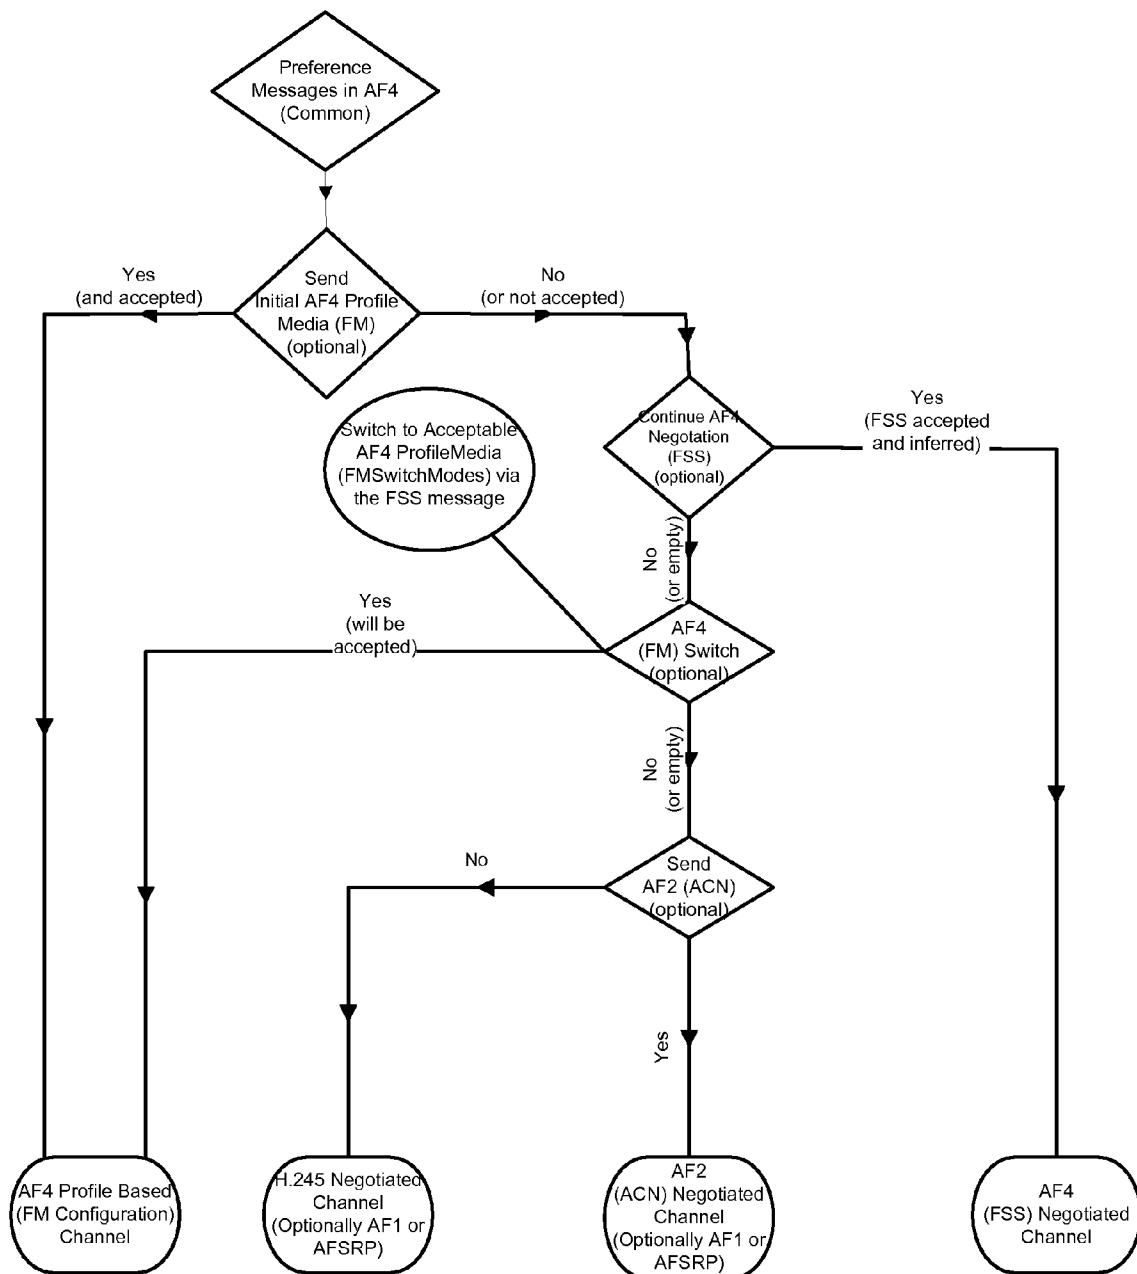 Preference
Messages in AF4
(Common)
Yes
(and accepted)
Send
Initial AF4 Profile
Media (FM)
(optional)
No
(or not accepted)
Switch to Acceptable
AF4 ProfileMedia
(FMSwitchModes) via
the FSS message
Continue AF4
Negotation
(FSS)
(optional)
Yes
(FSS accepted
and inferred)
No
(or empty)
Yes
(will be
accepted)
AF4
(FM) Switch
(optional)
No
(or empty)
No
Send
AF2 (ACN)
(optional)
Yes
AF4 Profile Based
(FM Configuration)
Channel
H.245 Negotiated
Channel
(Optionally AF1 or
AFSRP)
AF2
(ACN) Negotiated
Channel
(Optionally AF1 or
AFSRP)
AF4
(FSS) Negotiated
Channel